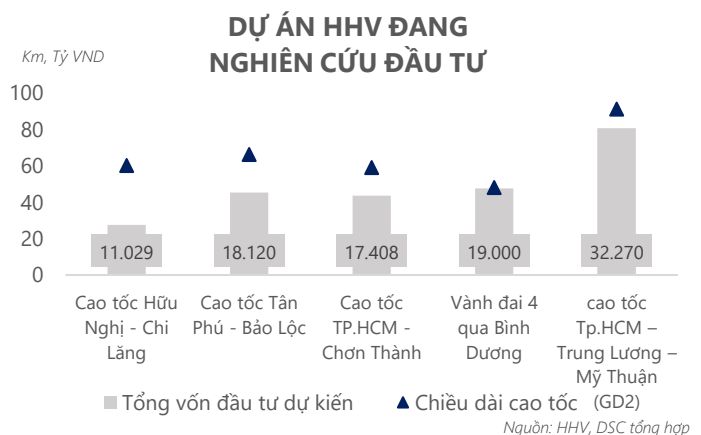 DỰ ÁN HHV ĐANG
NGHIÊN CỨU ĐẦU TƯ
Km, Tỷ VND
100
80
60
40
20
0
11.029
18.120
17.408
19.000
32.270
Cao tốc Hữu
Nghị - Chi
Lăng
Cao tốc Tân
Phú - Bảo Lộc
Cao tốc
TP.HCM -
Chơn Thành
Vành đai 4
qua Bình
Dương
cao tốc
Tp.HCM –
Trung Lương –
Mỹ Thuận
(GD2)
Tổng vốn đầu tư dự kiến
Chiều dài cao tốc
Nguồn: HHV, DSC tổng hợp